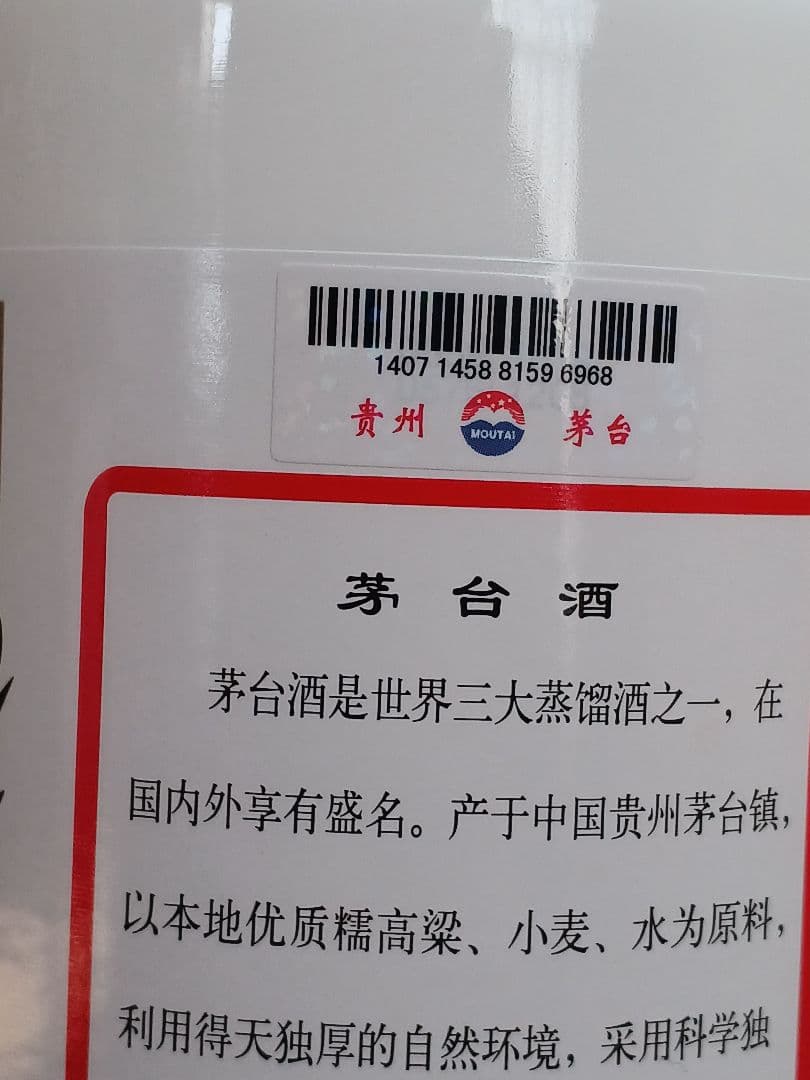 1407 1458 8159 6968
贵州 MOUTAI 茅台
茅台酒
茅台酒是世界三大蒸馏酒之一，在
国内外享有盛名。产于中国贵州茅台镇，
以本地优质糯高粱、小麦、水为原料，
利用得天独厚的自然环境，采用科学独